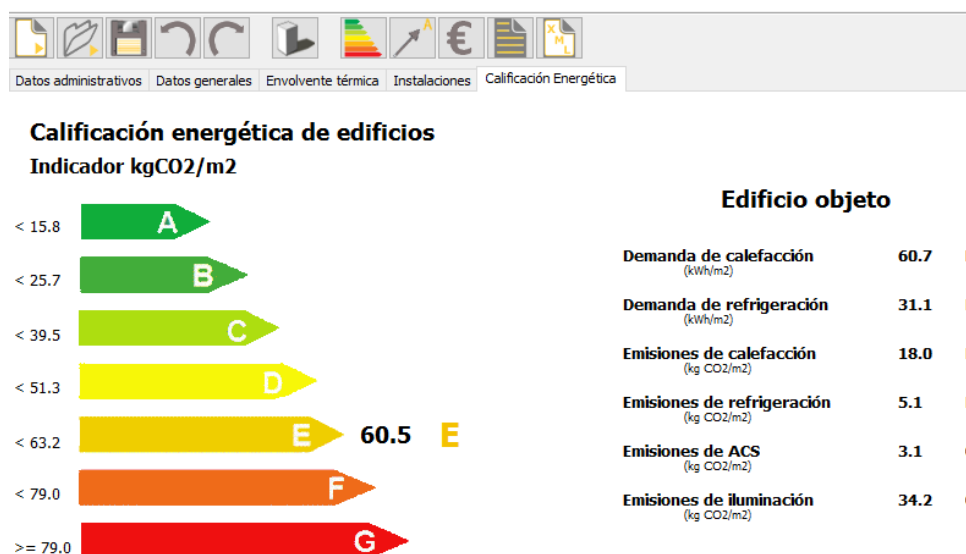 A
€
X
M
L
Datos administrativos Datos generales Envolvente térmica Instalaciones Calificación Energética
Calificación energética de edificios
Indicador kgCO2/m2
< 15.8 A
< 25.7 B
< 39.5 C
< 51.3 D
< 63.2 E 60.5 E
< 79.0 F
>= 79.0 G
Edificio objeto
Demanda de calefacción 60.7
(kWh/m2)
Demanda de refrigeración 31.1
(kWh/m2)
Emisiones de calefacción 18.0
(kg CO2/m2)
Emisiones de refrigeración 5.1
(kg CO2/m2)
Emisiones de ACS 3.1
(kg CO2/m2)
Emisiones de iluminación 34.2
(kg CO2/m2)